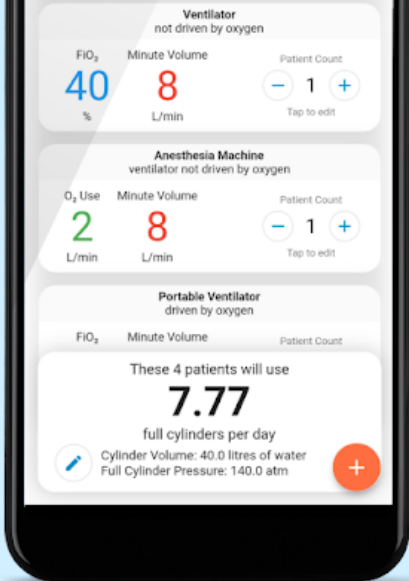 Ventilator
not driven by oxygen
FiO₂ Minute Volume Patient Count
40 8 − 1 +
% L/min Tap to edit
Anesthesia Machine
ventilator not driven by oxygen
O₂ Use Minute Volume Patient Count
2 8 − 1 +
L/min L/min Tap to edit
Portable Ventilator
driven by oxygen
FiO₂ Minute Volume Patient Count
These 4 patients will use
7.77
full cylinders per day
Cylinder Volume: 40.0 litres of water
Full Cylinder Pressure: 140.0 atm
+